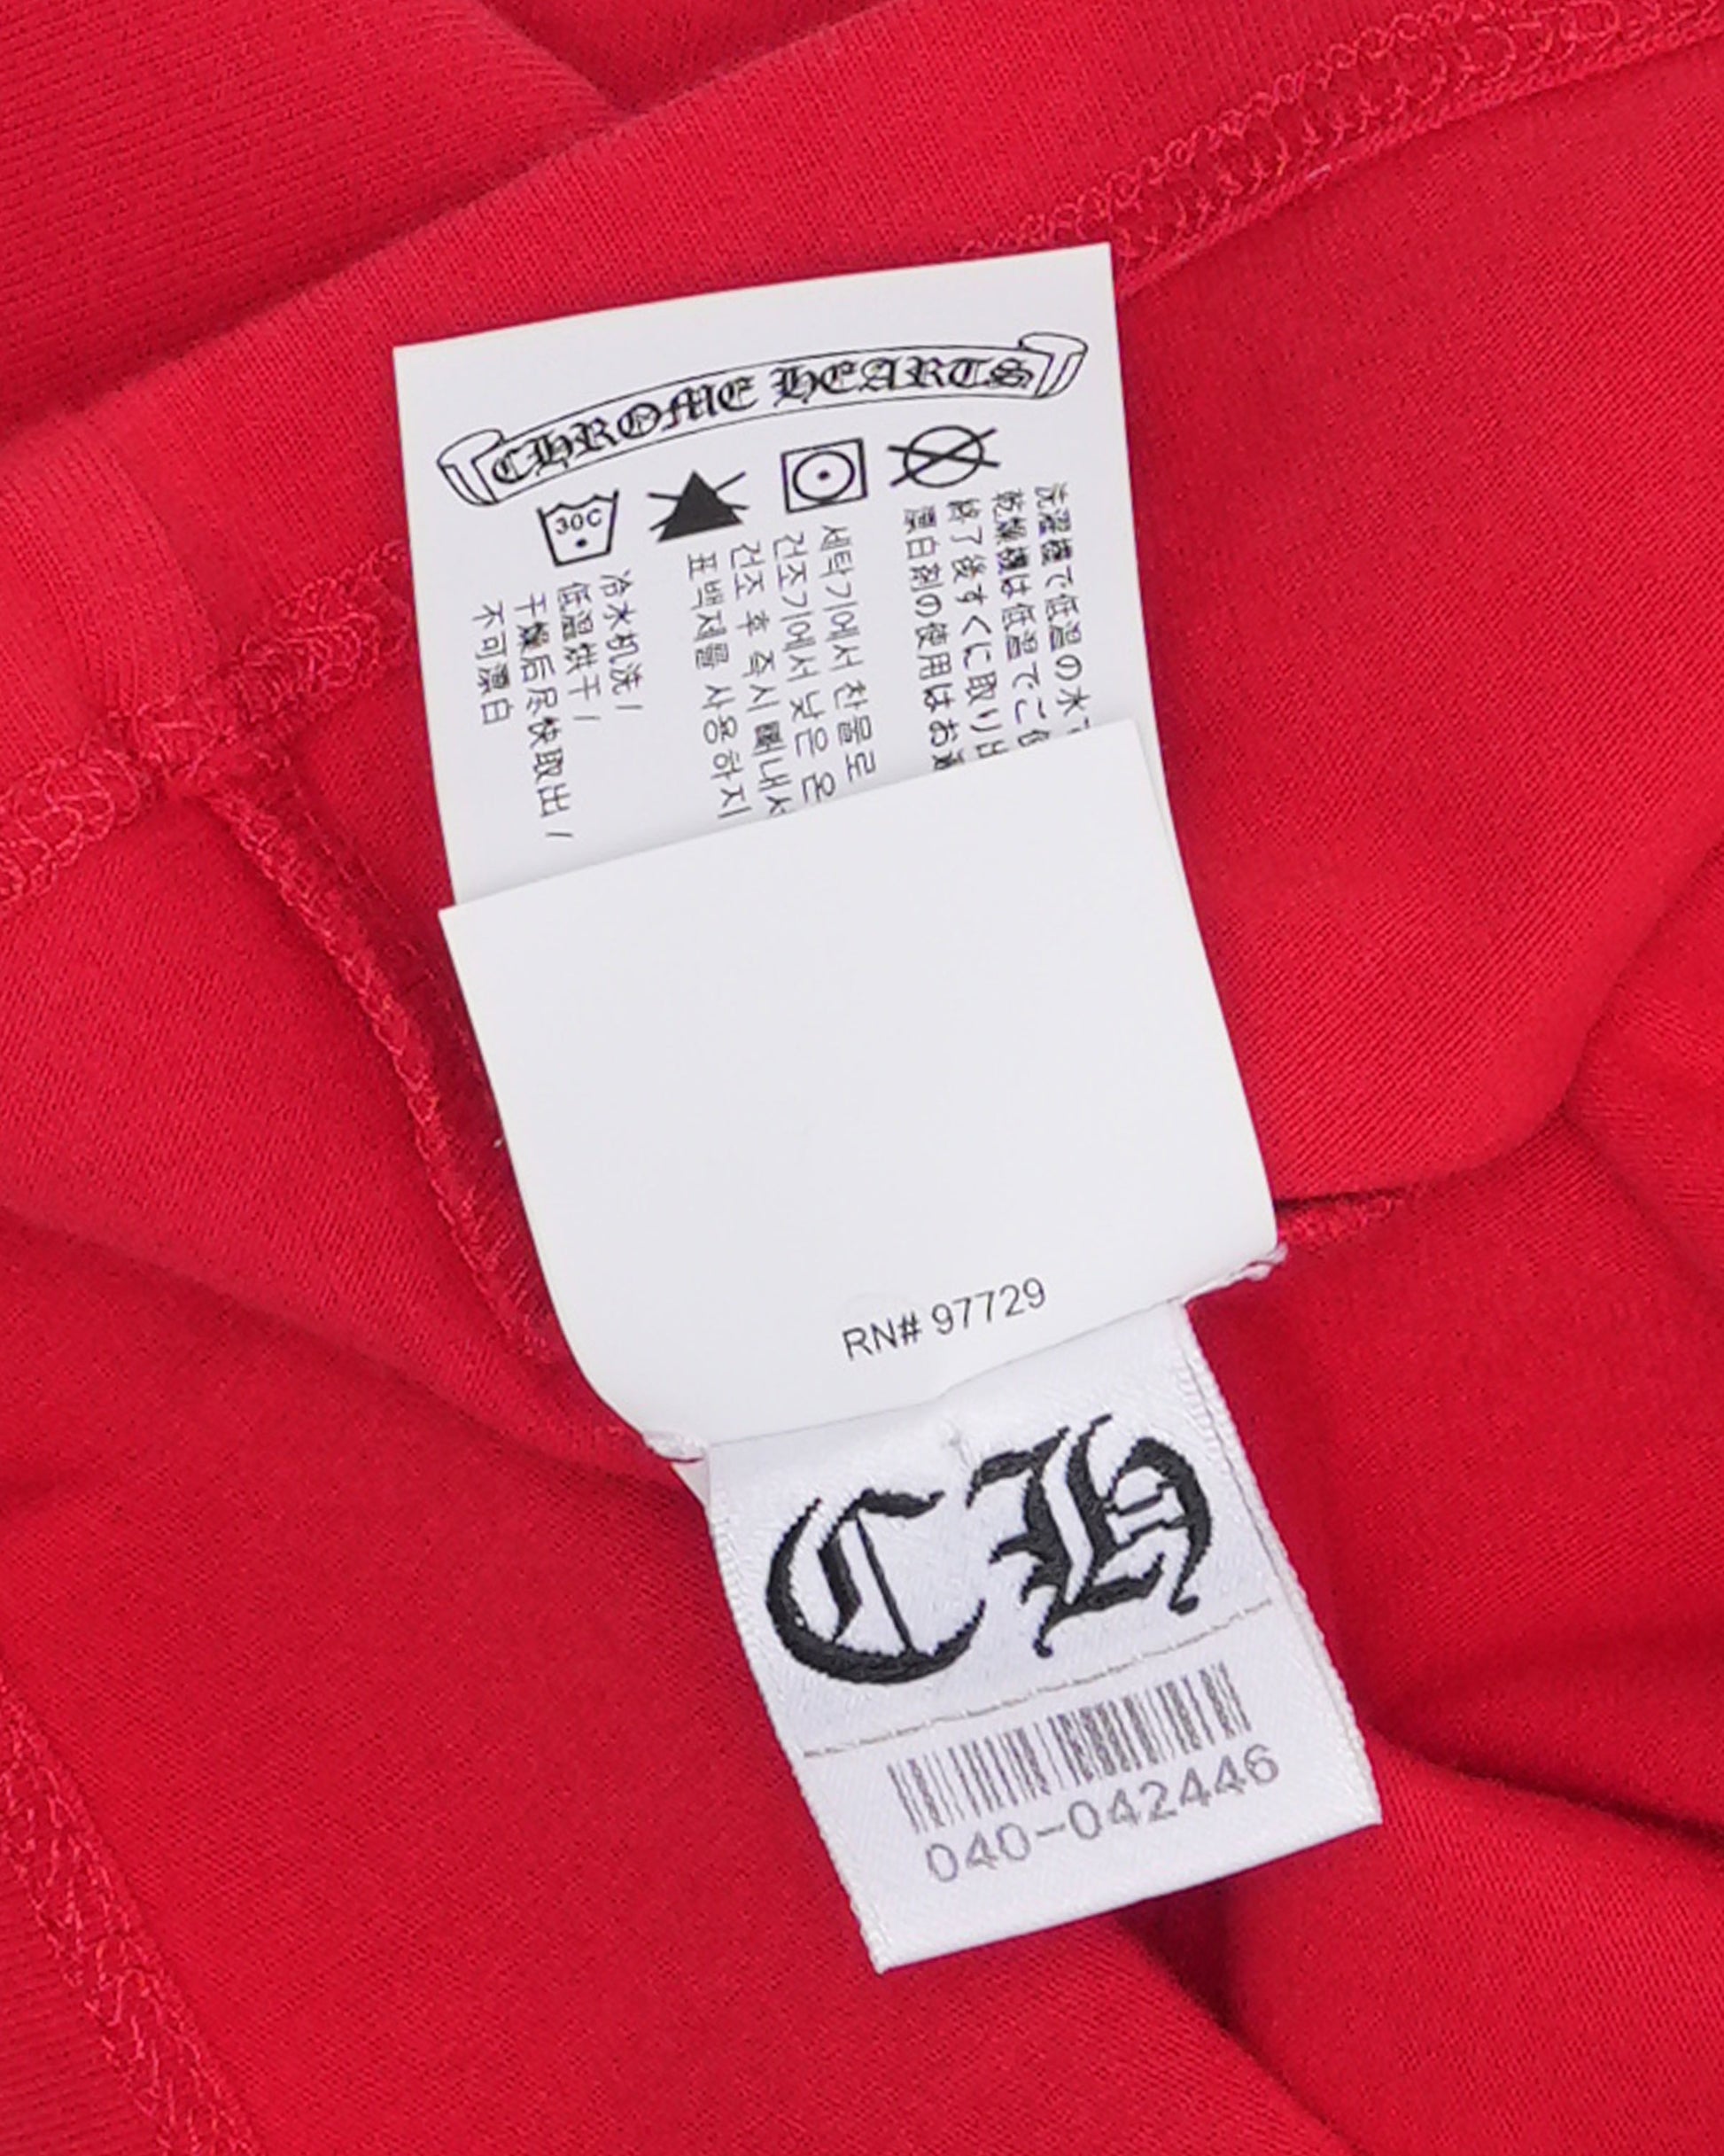 CHROME HEARTS
30C
洗濯機で低温の水で
乾燥機は低温でご
終了後すぐに取り出
漂白剤の使用はお
세탁기에서 찬물로
건조기에서 낮은 온
건조 후 즉시 빼내서
표백제를 사용하지
冷水机洗/
低温烘干/
干燥后尽快取出/
不可漂白
RN# 97729
CH
040-042446